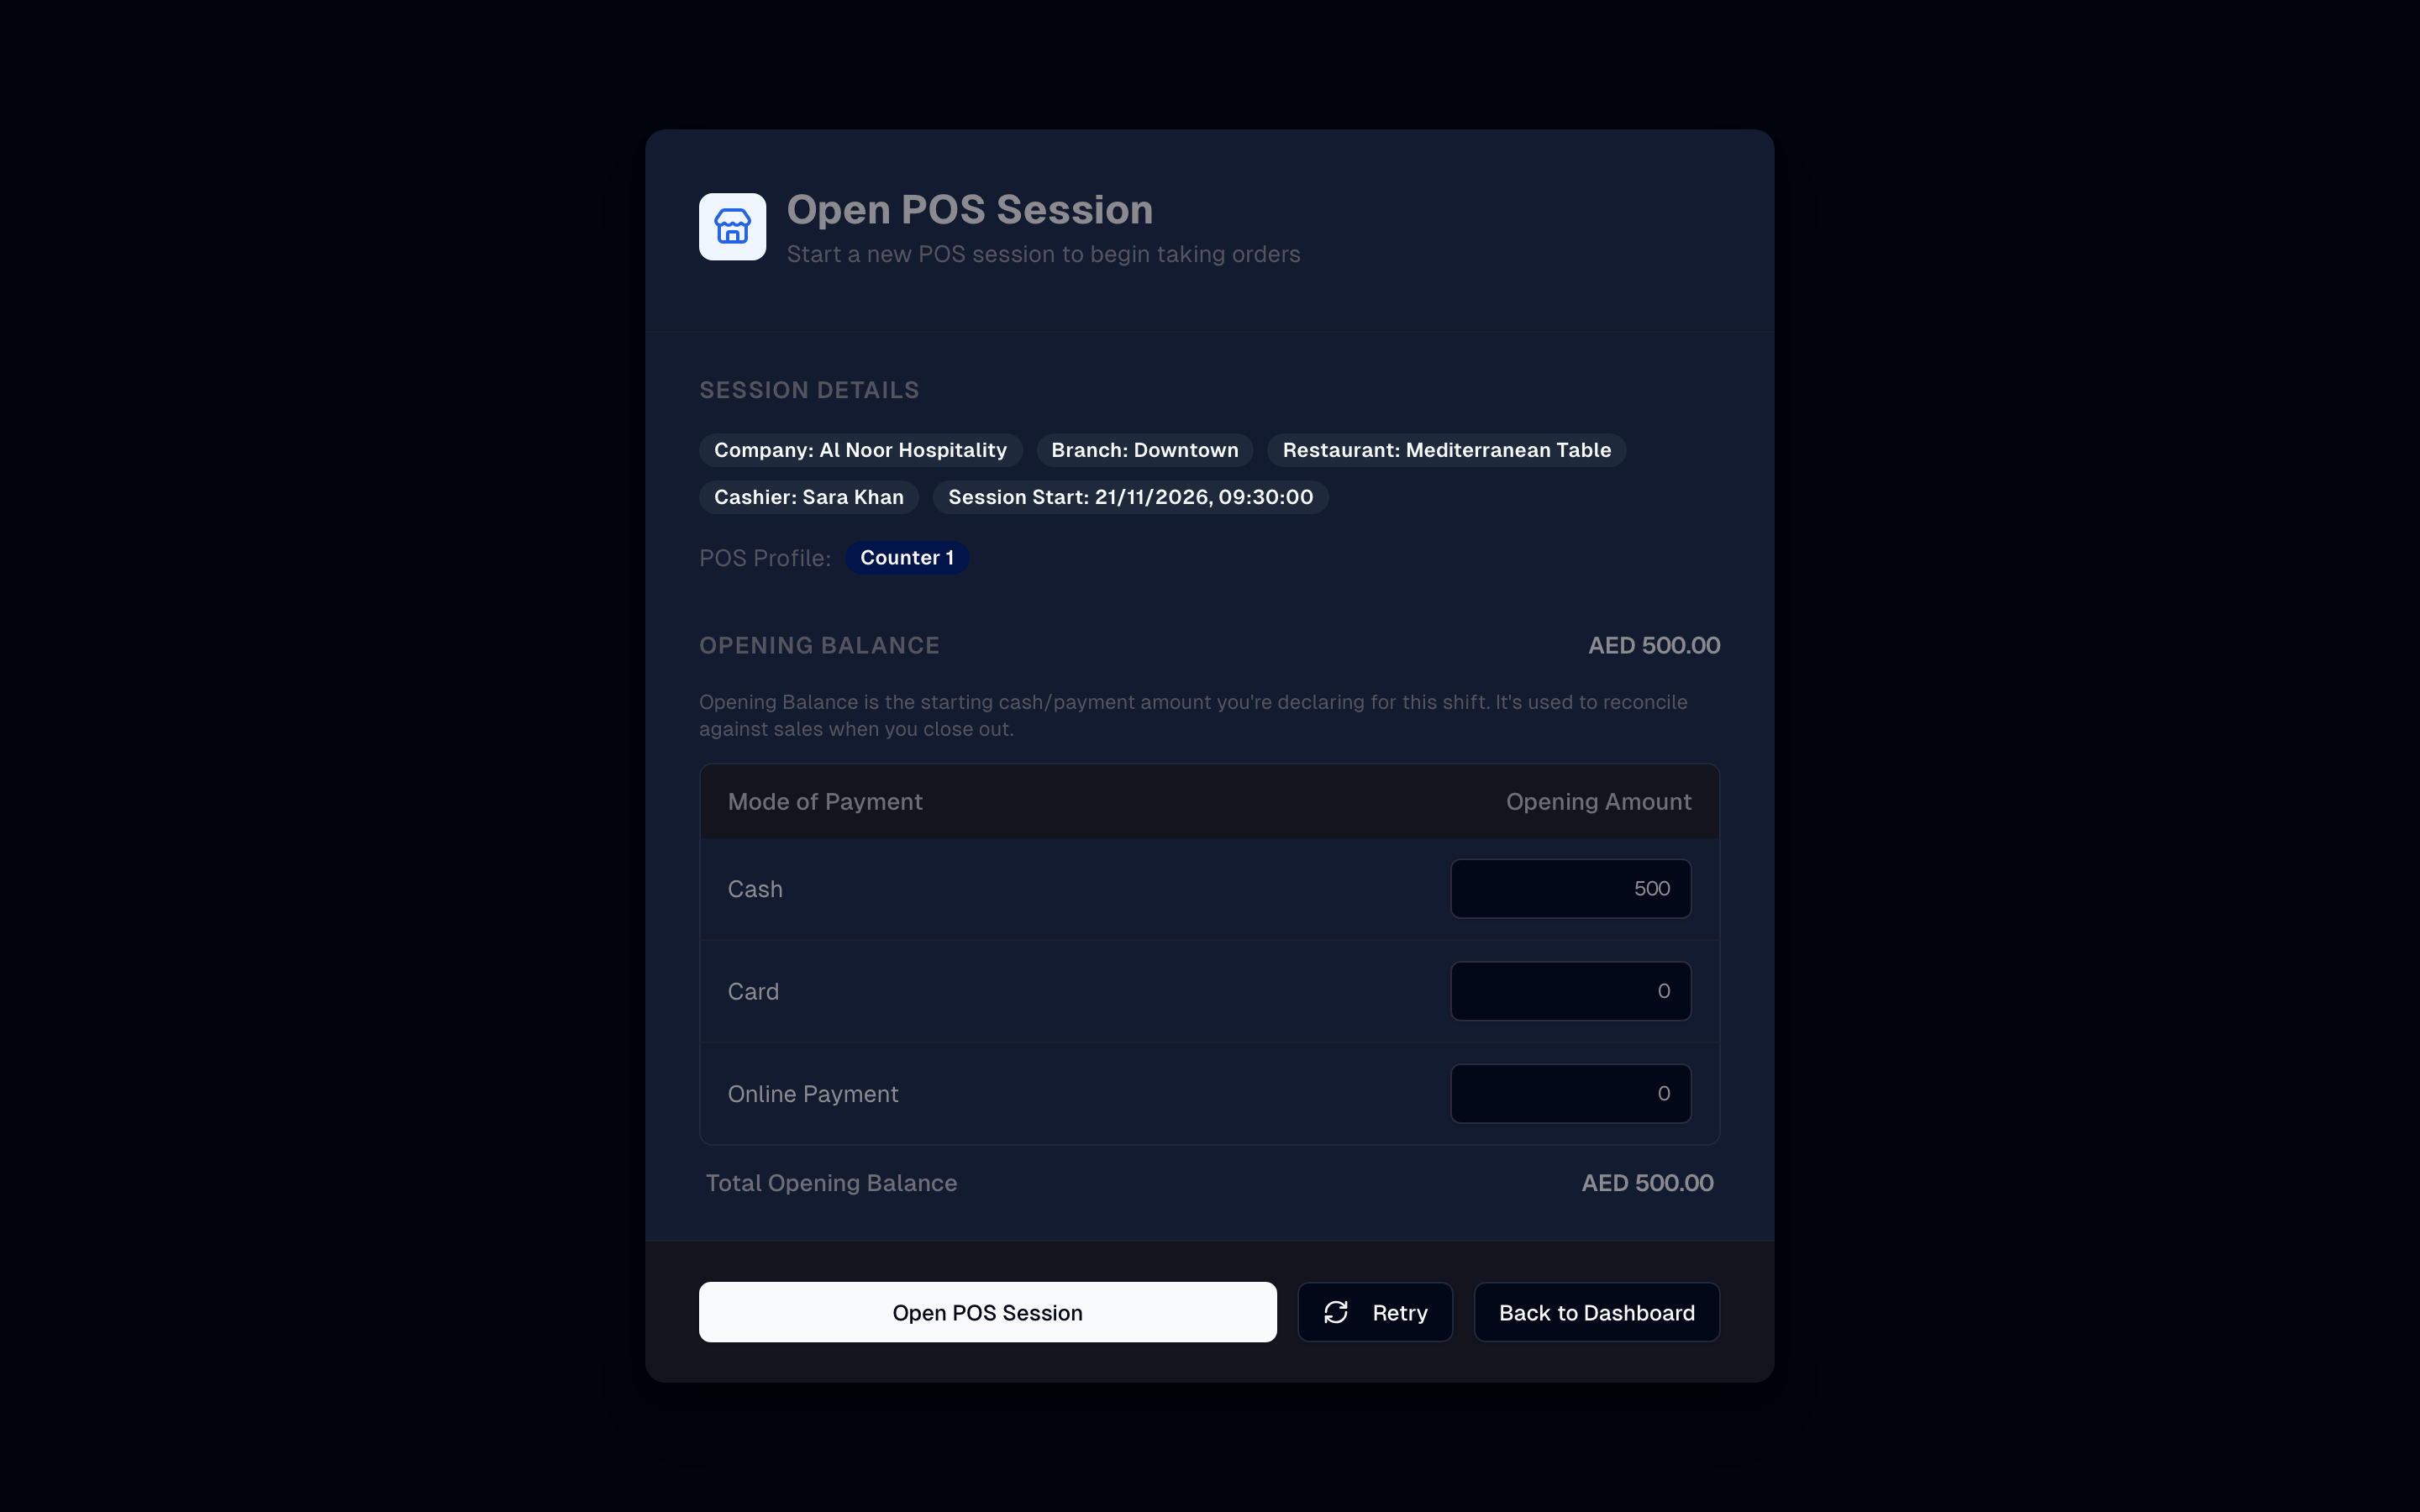 Open POS Session
Start a new POS session to begin taking orders
SESSION DETAILS
Company: Al Noor Hospitality
Branch: Downtown
Restaurant: Mediterranean Table
Cashier: Sara Khan
Session Start: 21/11/2026, 09:30:00
POS Profile:
Counter 1
OPENING BALANCE
AED 500.00
Opening Balance is the starting cash/payment amount you're declaring for this shift. It's used to reconcile
against sales when you close out.
Mode of Payment
Opening Amount
Cash
500
Card
0
Online Payment
0
Total Opening Balance
AED 500.00
Open POS Session
Retry
Back to Dashboard